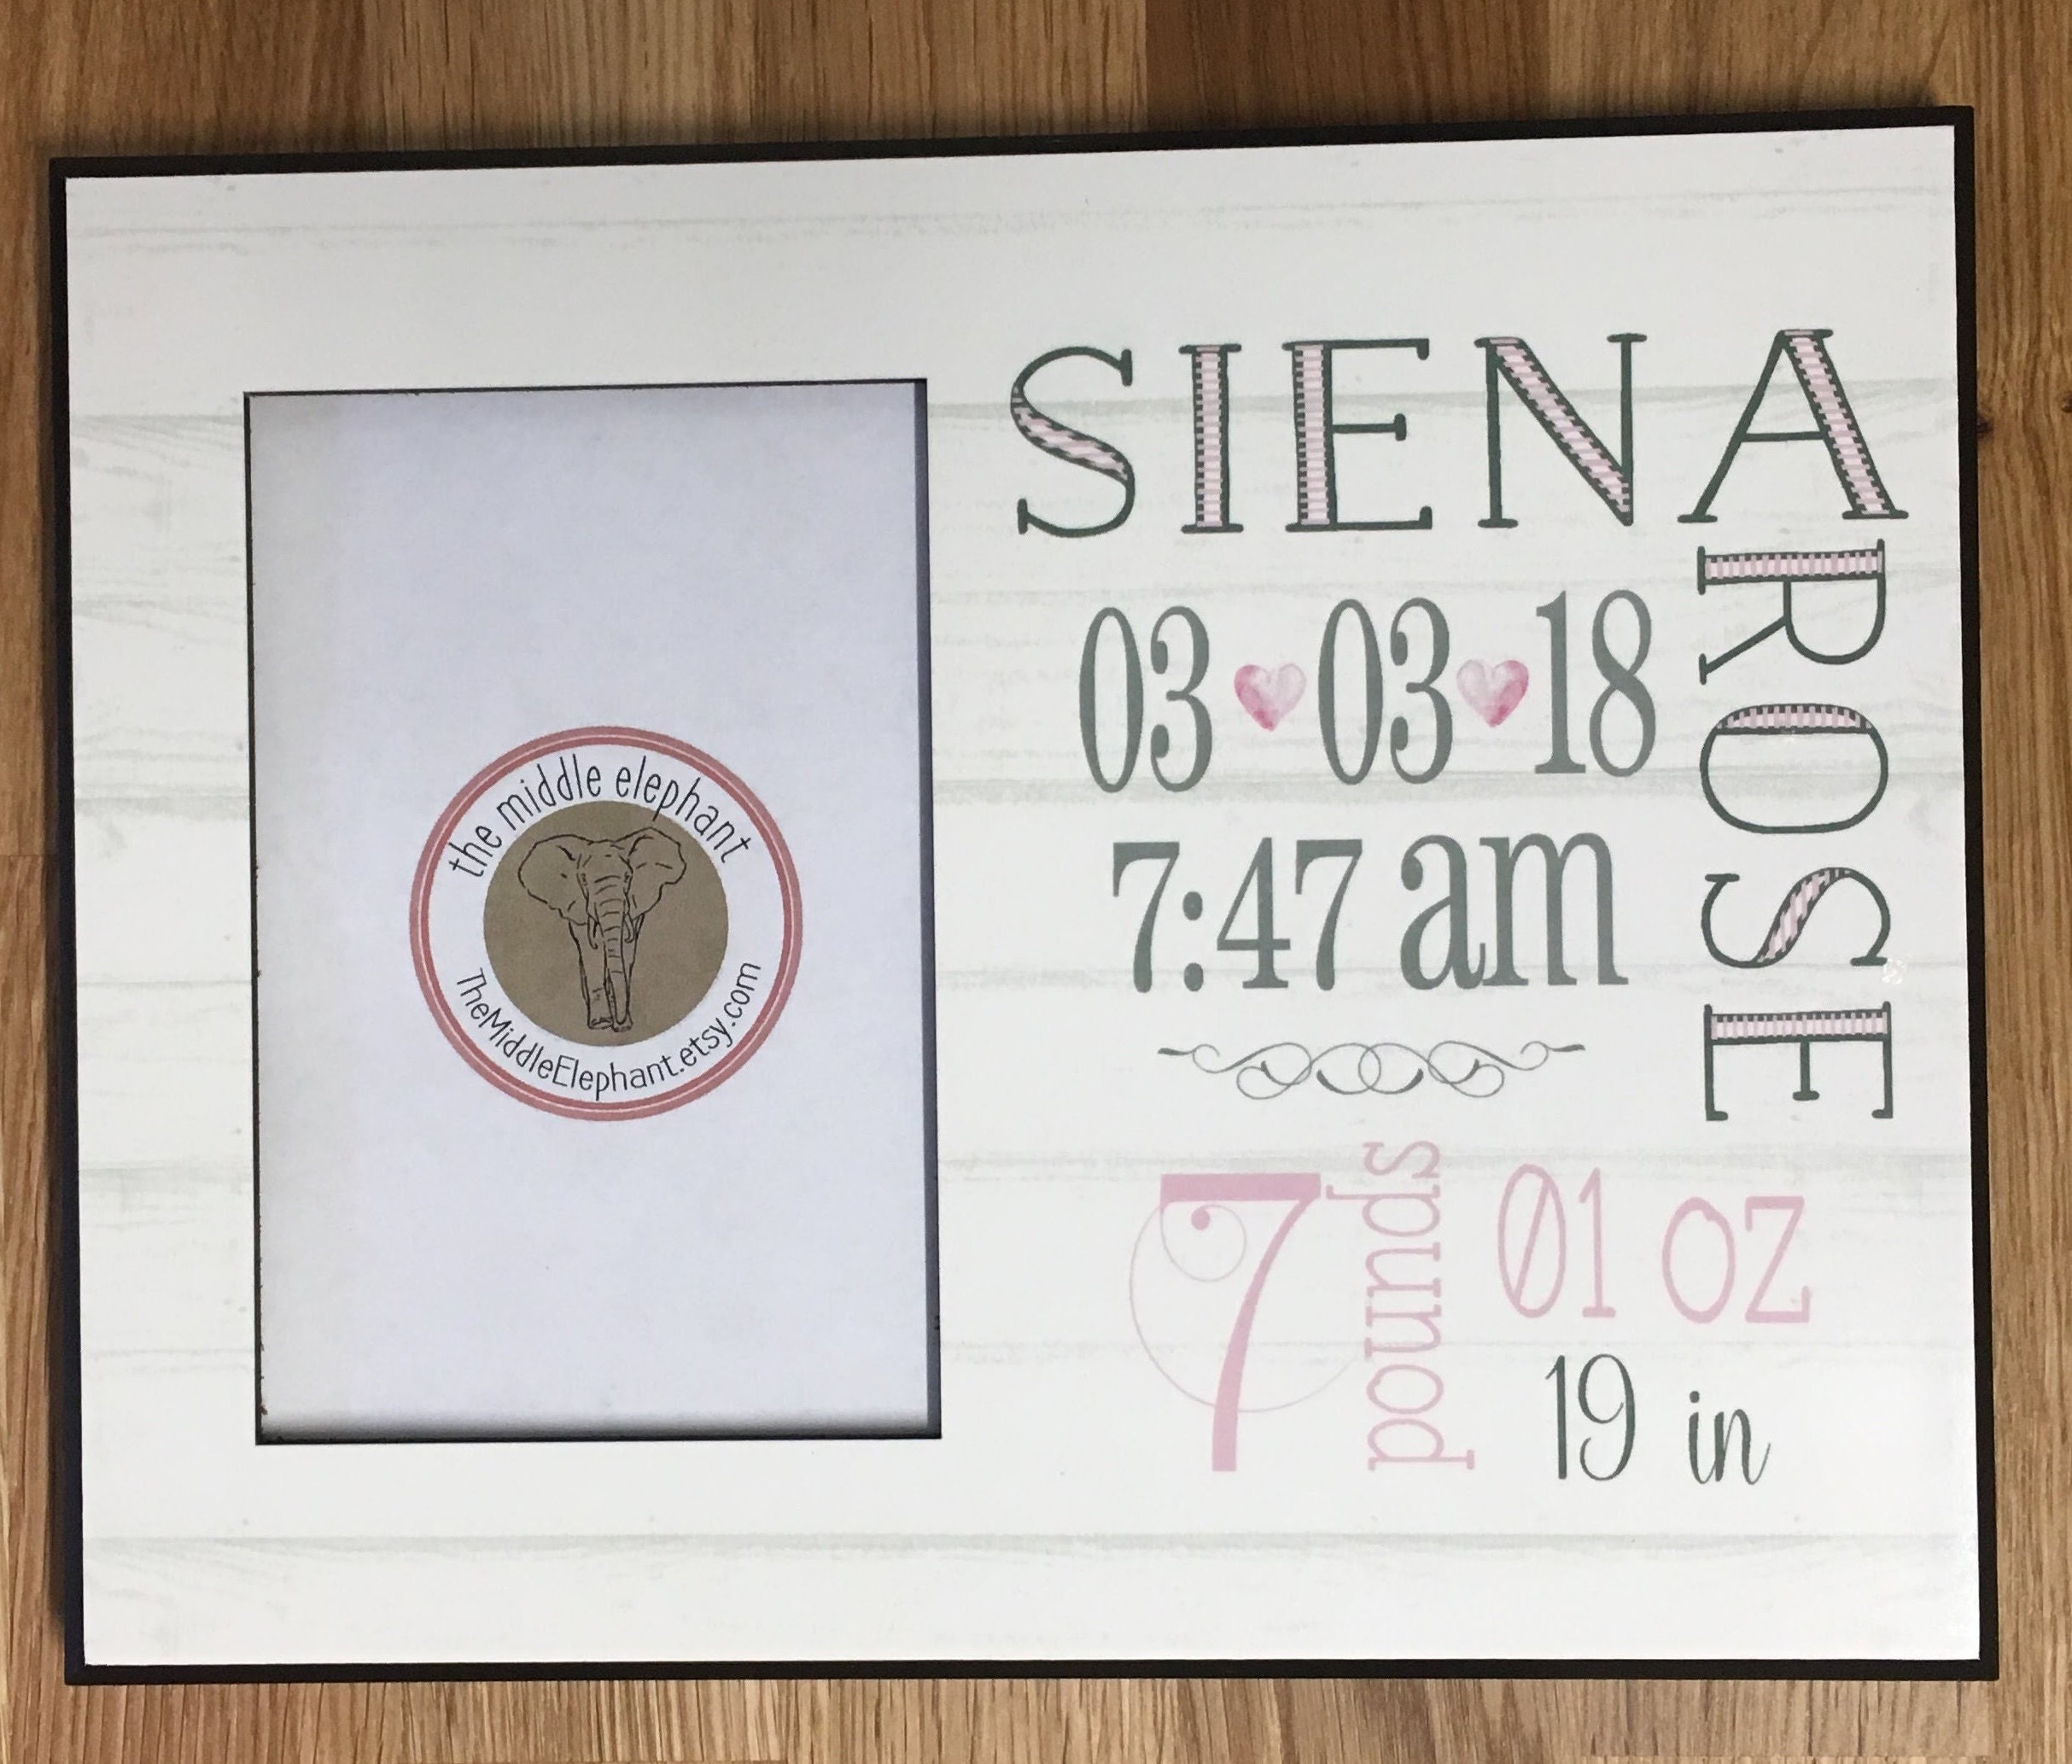 the middle elephant
TheMiddleElephant.etsy.com
SIENA
ROSE
03 03 18
7:47 am
7 pounds 01 oz
19 in